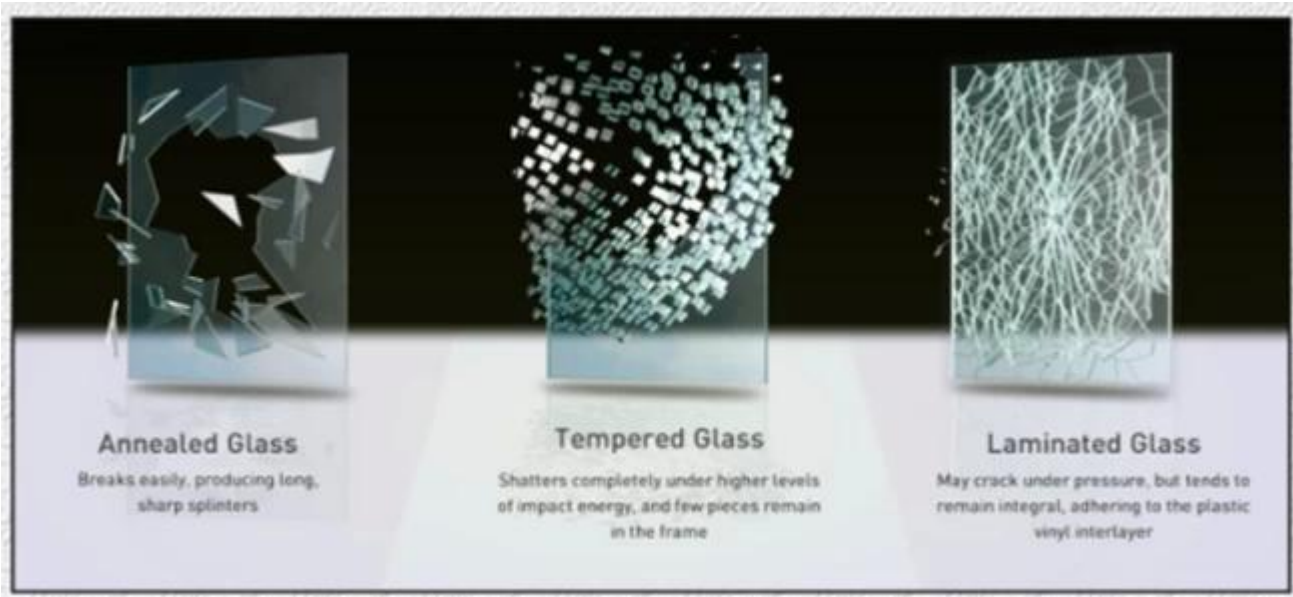 Annealed Glass
Breaks easily, producing long,
sharp splinters
Tempered Glass
Shatters completely under higher levels
of impact energy, and few pieces remain
in the frame
Laminated Glass
May crack under pressure, but tends to
remain integral, adhering to the plastic
vinyl interlayer